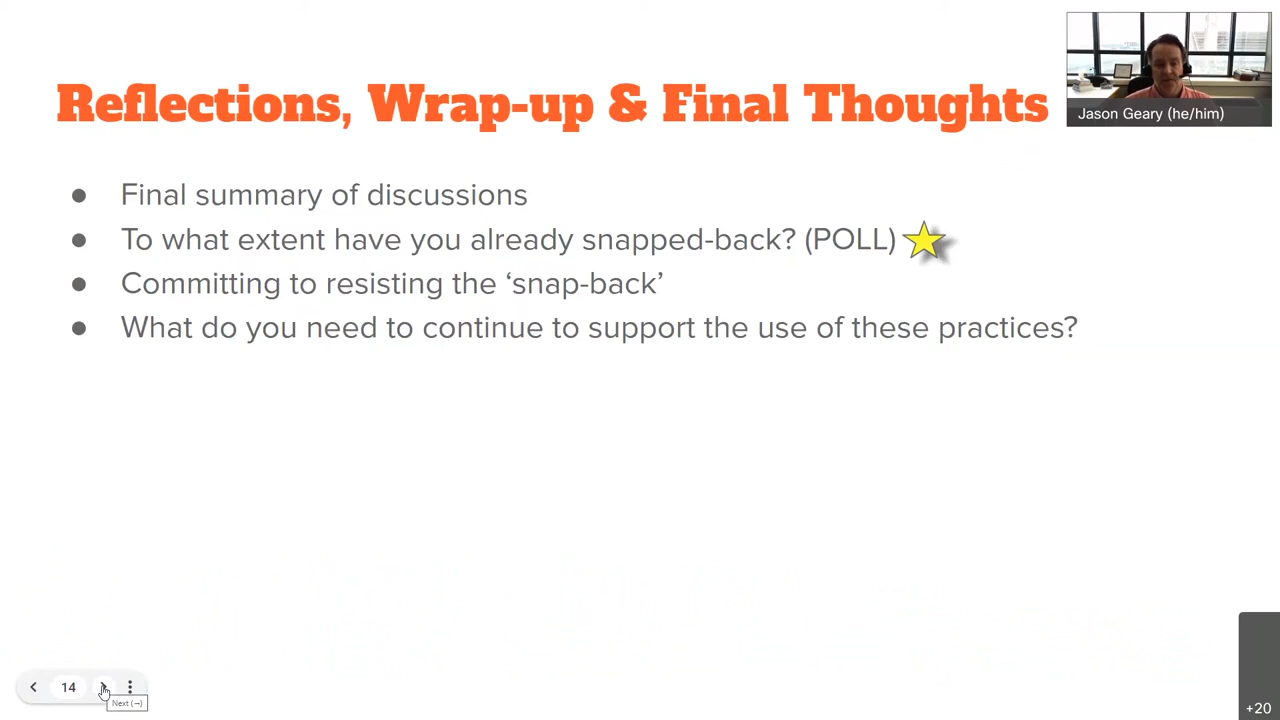 Reflections, Wrap-up & Final Thoughts
Jason Geary (he/him)
● Final summary of discussions
● To what extent have you already snapped-back? (POLL)
● Committing to resisting the ‘snap-back’
● What do you need to continue to support the use of these practices?
14
Next (→)
+20